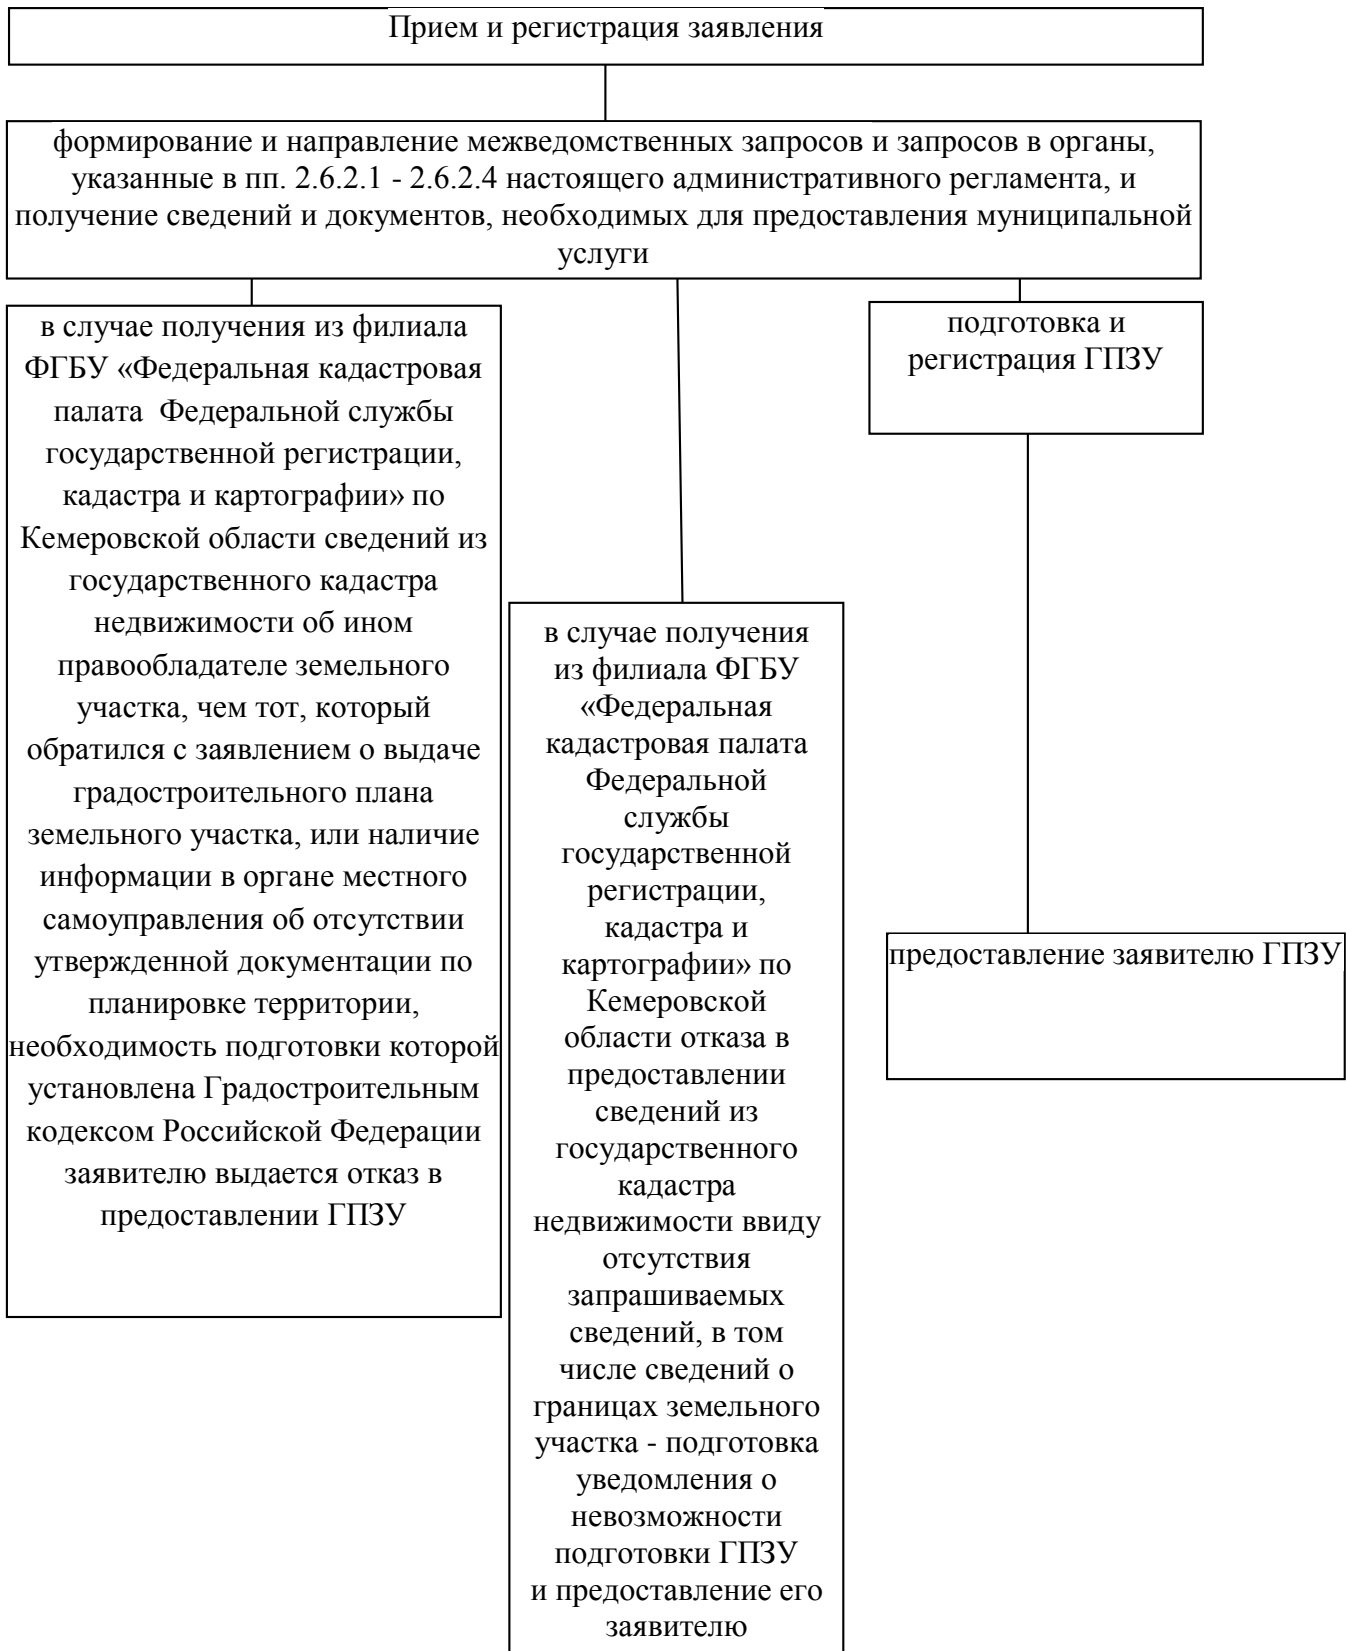 Прием и регистрация заявления
формирование и направление межведомственных запросов и запросов в органы,
указанные в пп. 2.6.2.1 - 2.6.2.4 настоящего административного регламента, и
получение сведений и документов, необходимых для предоставления муниципальной
услуги
в случае получения из филиала
ФГБУ «Федеральная кадастровая
палата Федеральной службы
государственной регистрации,
кадастра и картографии» по
Кемеровской области сведений из
государственного кадастра
недвижимости об ином
правообладателе земельного
участка, чем тот, который
обратился с заявлением о выдаче
градостроительного плана
земельного участка, или наличие
информации в органе местного
самоуправления об отсутствии
утвержденной документации по
планировке территории,
необходимость подготовки которой
установлена Градостроительным
кодексом Российской Федерации
заявителю выдается отказ в
предоставлении ГПЗУ
в случае получения
из филиала ФГБУ
«Федеральная
кадастровая палата
Федеральной
службы
государственной
регистрации,
кадастра и
картографии» по
Кемеровской
области отказа в
предоставлении
сведений из
государственного
кадастра
недвижимости ввиду
отсутствия
запрашиваемых
сведений, в том
числе сведений о
границах земельного
участка - подготовка
уведомления о
невозможности
подготовки ГПЗУ
и предоставление его
заявителю
подготовка и
регистрация ГПЗУ
предоставление заявителю ГПЗУ